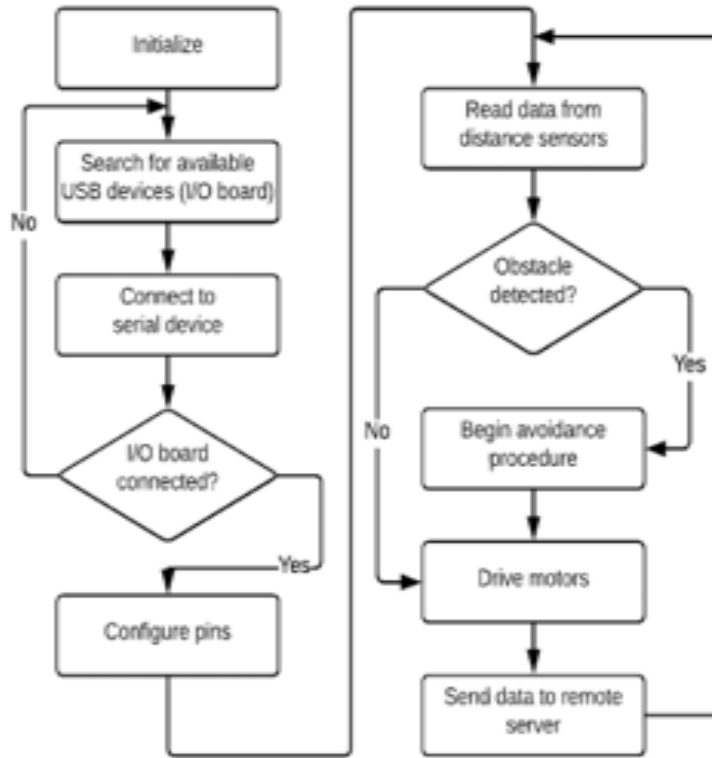 Initialize
Search for available
USB devices (I/O board)
No
Connect to
serial device
I/O board
connected?
Yes
Configure pins
Read data from
distance sensors
Obstacle
detected?
Yes
No
Begin avoidance
procedure
Drive motors
Send data to remote
server